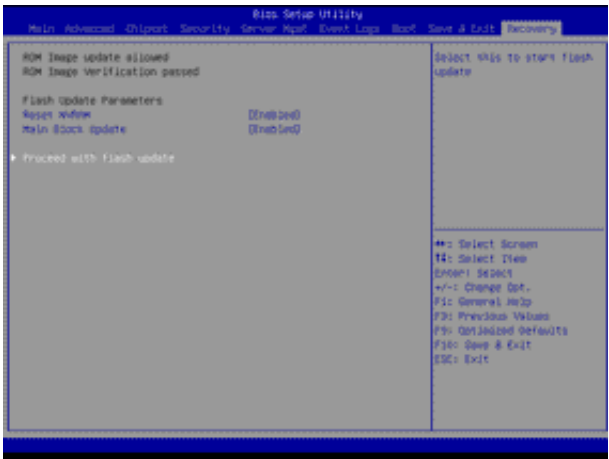 Bios Setup Utility
Main Advanced Chipset Security Server Mgmt Event Logs Boot Save & Exit Recovery
ROM Image update allowed
ROM Image Verification passed
Flash Update Parameters
Reset NVRAM [Enabled]
Main Block Update [Enabled]
Proceed with flash update
Select this to start flash
update
Select Screen
Select Item
Enter: Select
+/-: Change Opt.
F1: General Help
Previous Values
F9: Optimized Defaults
F10: Save & Exit
ESC: Exit